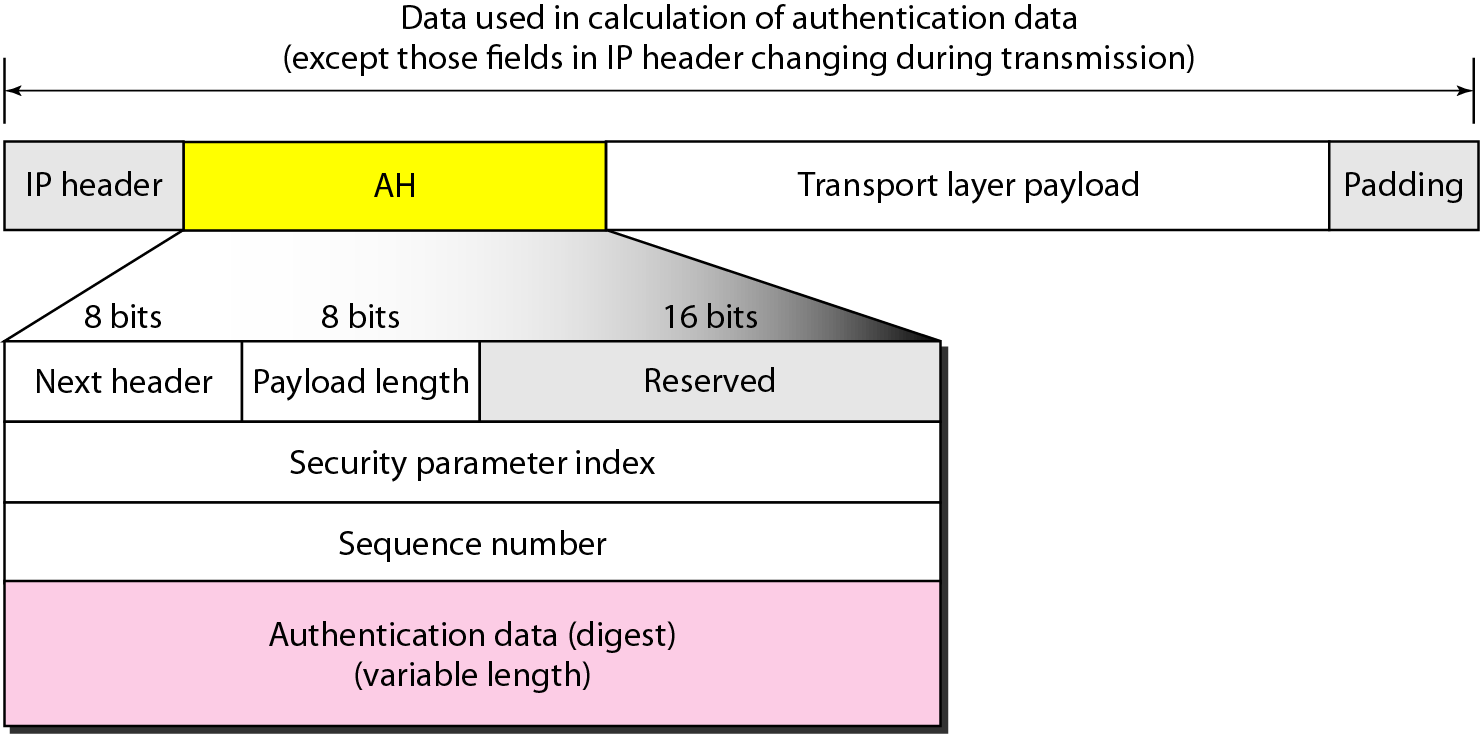 Data used in calculation of authentication data
(except those fields in IP header changing during transmission)
IP header AH Transport layer payload Padding
8 bits 8 bits 16 bits
Next header Payload length Reserved
Security parameter index
Sequence number
Authentication data (digest)
(variable length)